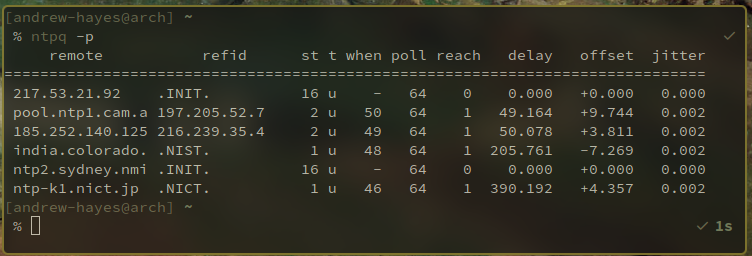 [andrew-hayes@arch] ~
% ntpq -p ✓
     remote           refid      st t when poll reach   delay   offset  jitter
==============================================================================
 217.53.21.92    .INIT.          16 u    -   64    0    0.000   +0.000   0.000
 pool.ntp1.cam.a 197.205.52.7     2 u   50   64    1   49.164   +9.744   0.002
 185.252.140.125 216.239.35.4     2 u   49   64    1   50.078   +3.811   0.002
 india.colorado. .NIST.           1 u   48   64    1  205.761   -7.269   0.002
 ntp2.sydney.nmi .INIT.          16 u    -   64    0    0.000   +0.000   0.000
 ntp-k1.nict.jp  .NICT.           1 u   46   64    1  390.192   +4.357   0.002
[andrew-hayes@arch] ~
% ✓ 1s